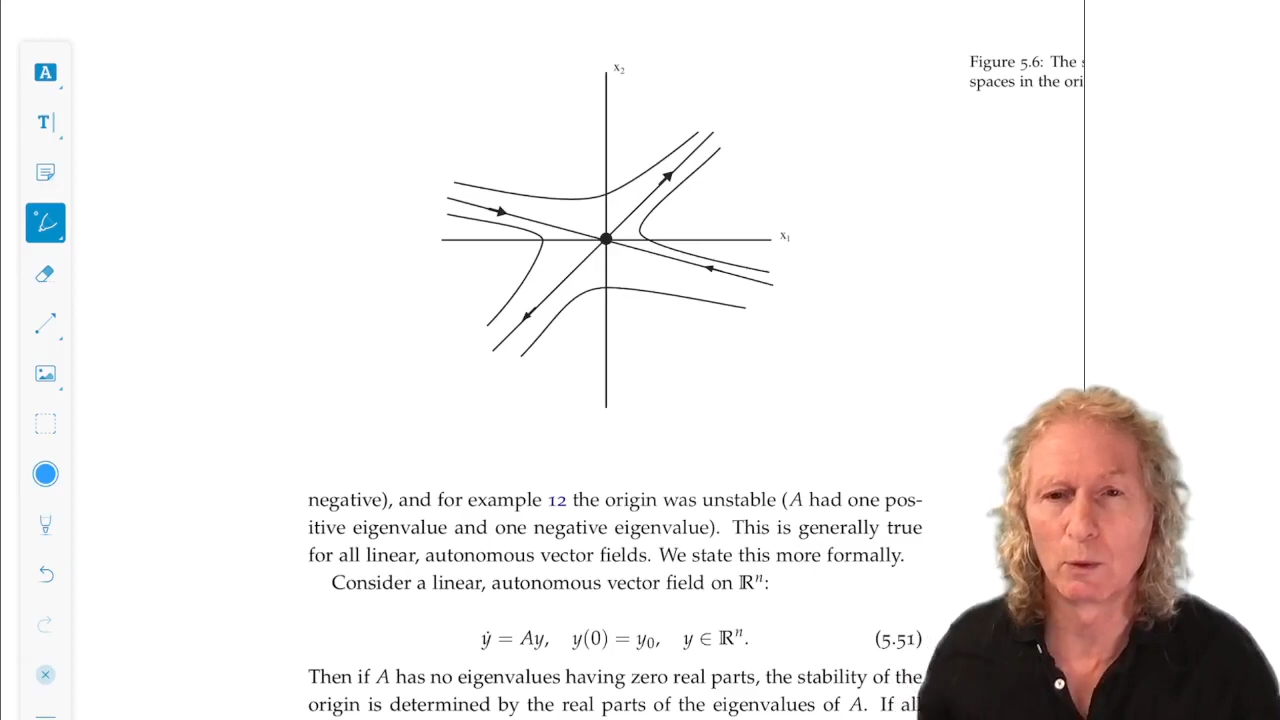 A
T
x₂
Figure 5.6: The
spaces in the ori
x₁
negative), and for example 12 the origin was unstable (A had one pos-
itive eigenvalue and one negative eigenvalue). This is generally true
for all linear, autonomous vector fields. We state this more formally.
Consider a linear, autonomous vector field on ℝⁿ:
ẏ = Ay, y(0) = y₀, y ∈ ℝⁿ. (5.51)
Then if A has no eigenvalues having zero real parts, the stability of the
origin is determined by the real parts of the eigenvalues of A. If all